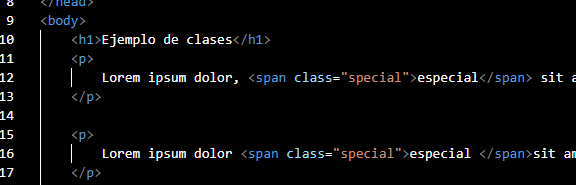 8 </head>
9 <body>
10 <h1>Ejemplo de clases</h1>
11 <p>
12 Lorem ipsum dolor, <span class="special">especial</span> sit a
13 </p>
14
15 <p>
16 Lorem ipsum dolor <span class="special">especial </span>sit am
17 </p>